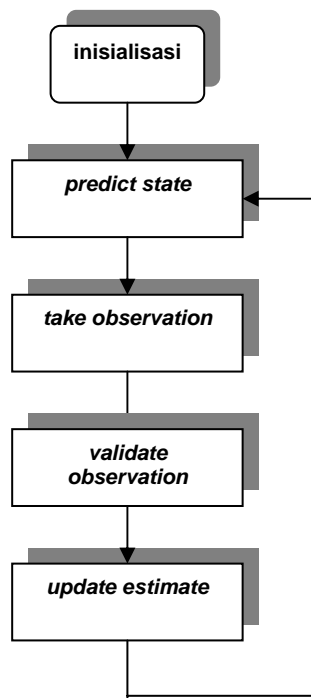 inisialisasi
predict state
take observation
validate
observation
update estimate